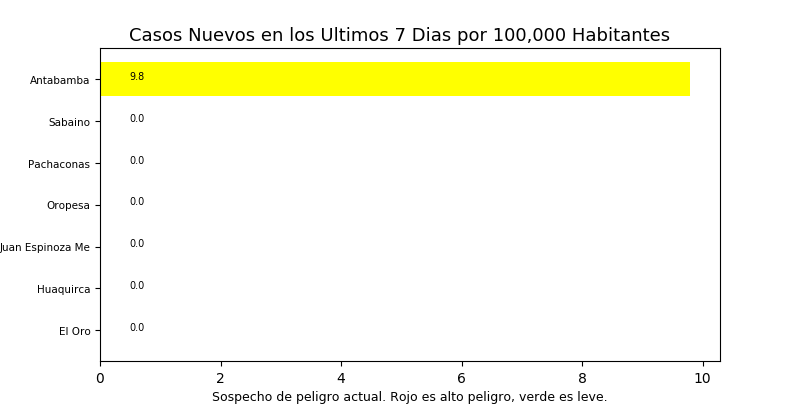 Casos Nuevos en los Ultimos 7 Dias por 100,000 Habitantes
Antabamba 9.8
Sabaino 0.0
Pachaconas 0.0
Oropesa 0.0
Juan Espinoza Me 0.0
Huaquirca 0.0
El Oro 0.0
0 2 4 6 8 10
Sospecho de peligro actual. Rojo es alto peligro, verde es leve.